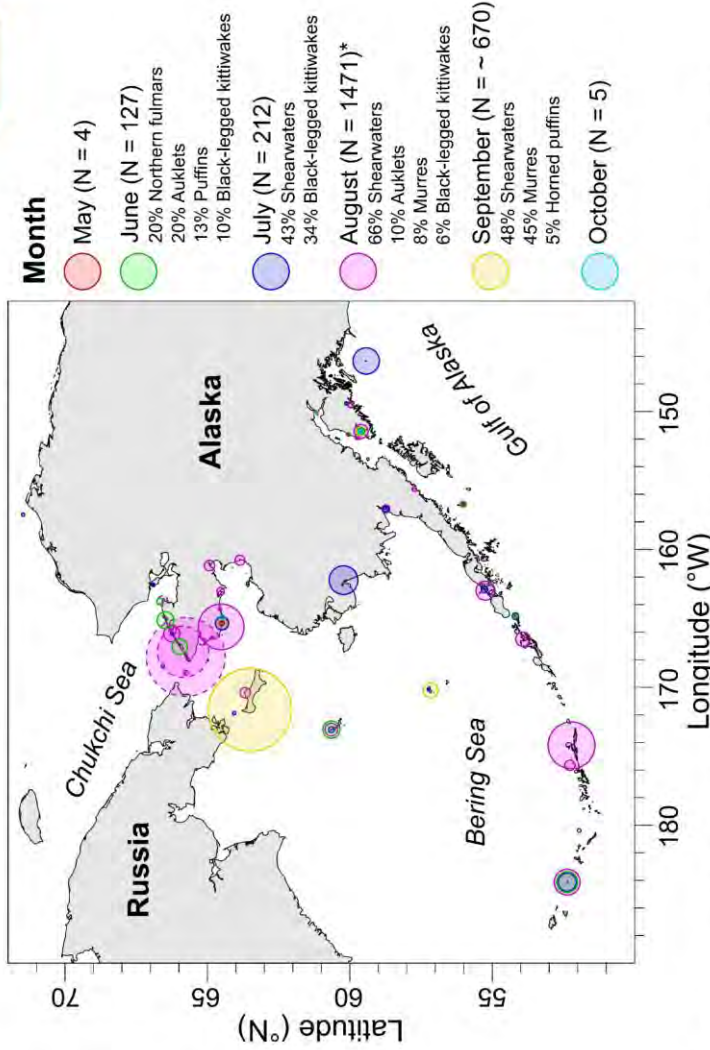 Month
May (N = 4)
June (N = 127)
20% Northern fulmars
20% Auklets
13% Puffins
10% Black-legged kittiwakes
July (N = 212)
43% Shearwaters
34% Black-legged kittiwakes
August (N = 1471)*
66% Shearwaters
10% Auklets
8% Murres
6% Black-legged kittiwakes
September (N = ~ 670)
48% Shearwaters
45% Murres
5% Horned puffins
October (N = 5)
Chukchi Sea
Russia
Alaska
Bering Sea
Gulf of Alaska
70
65
60
55
Latitude (°N)
180
170
160
150
Longitude (°W)